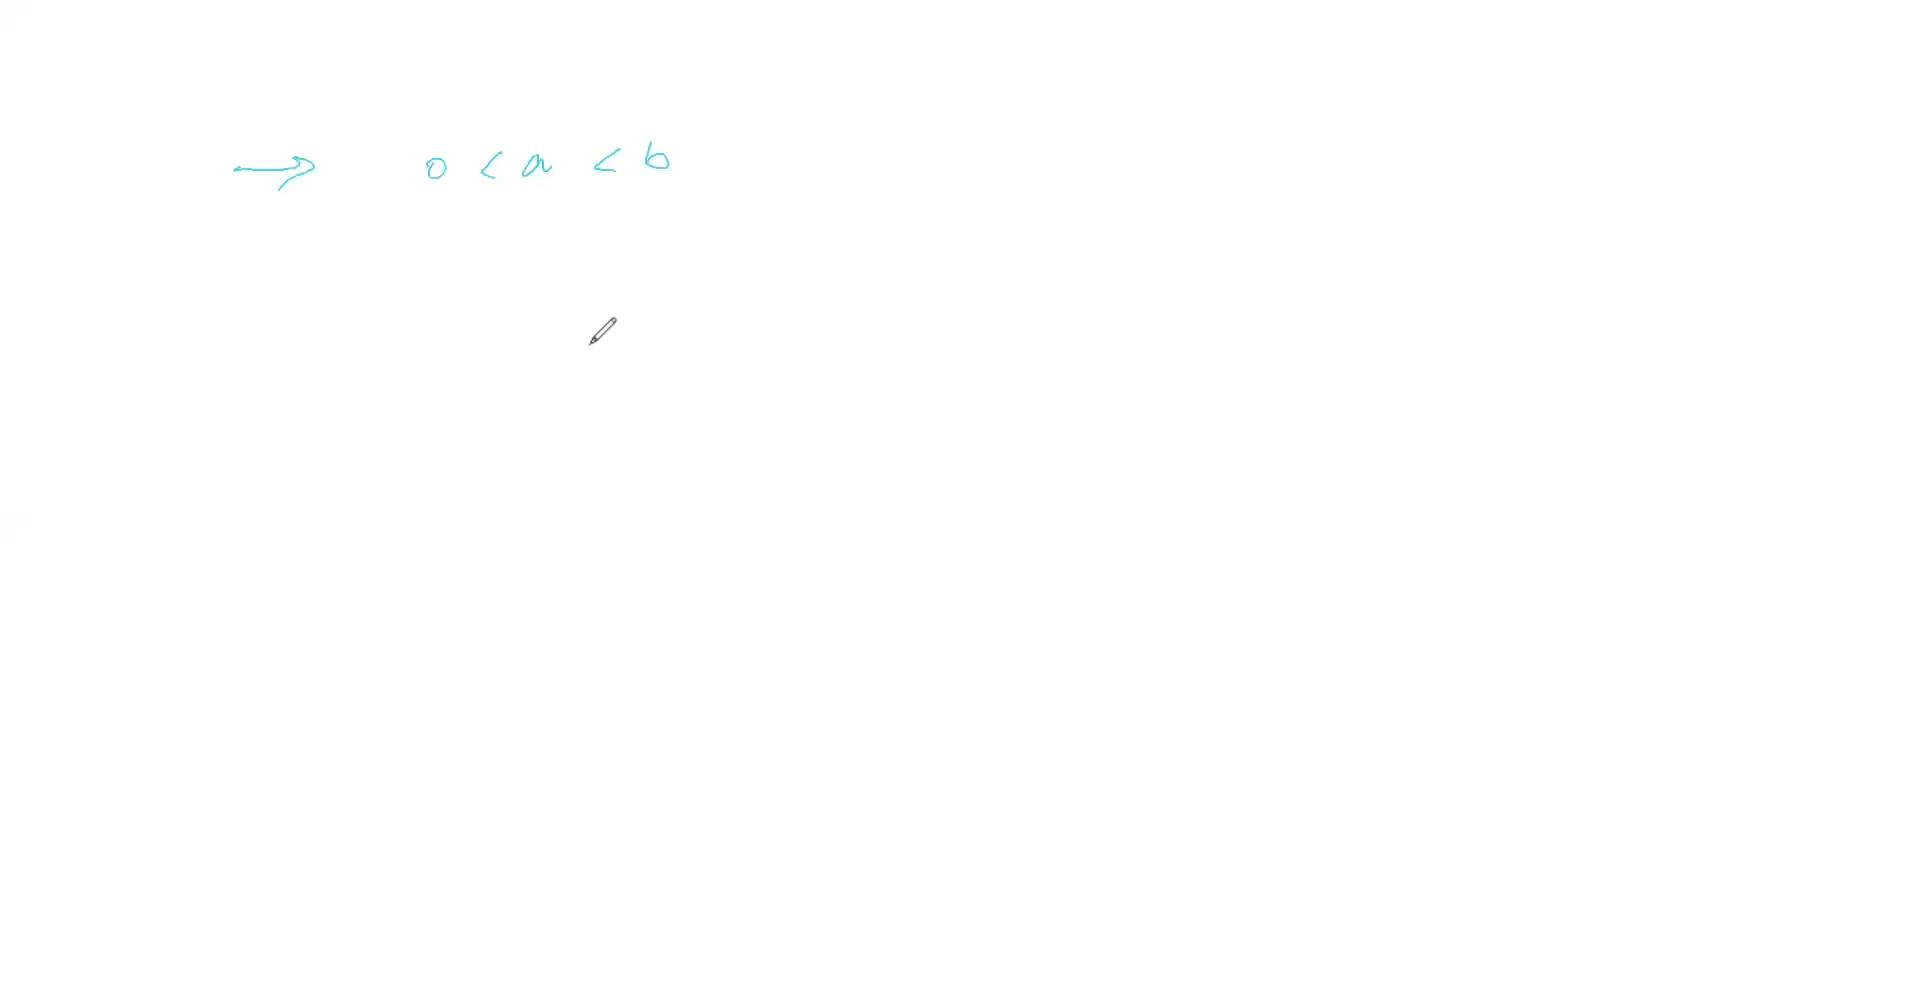 → 0 < a < b